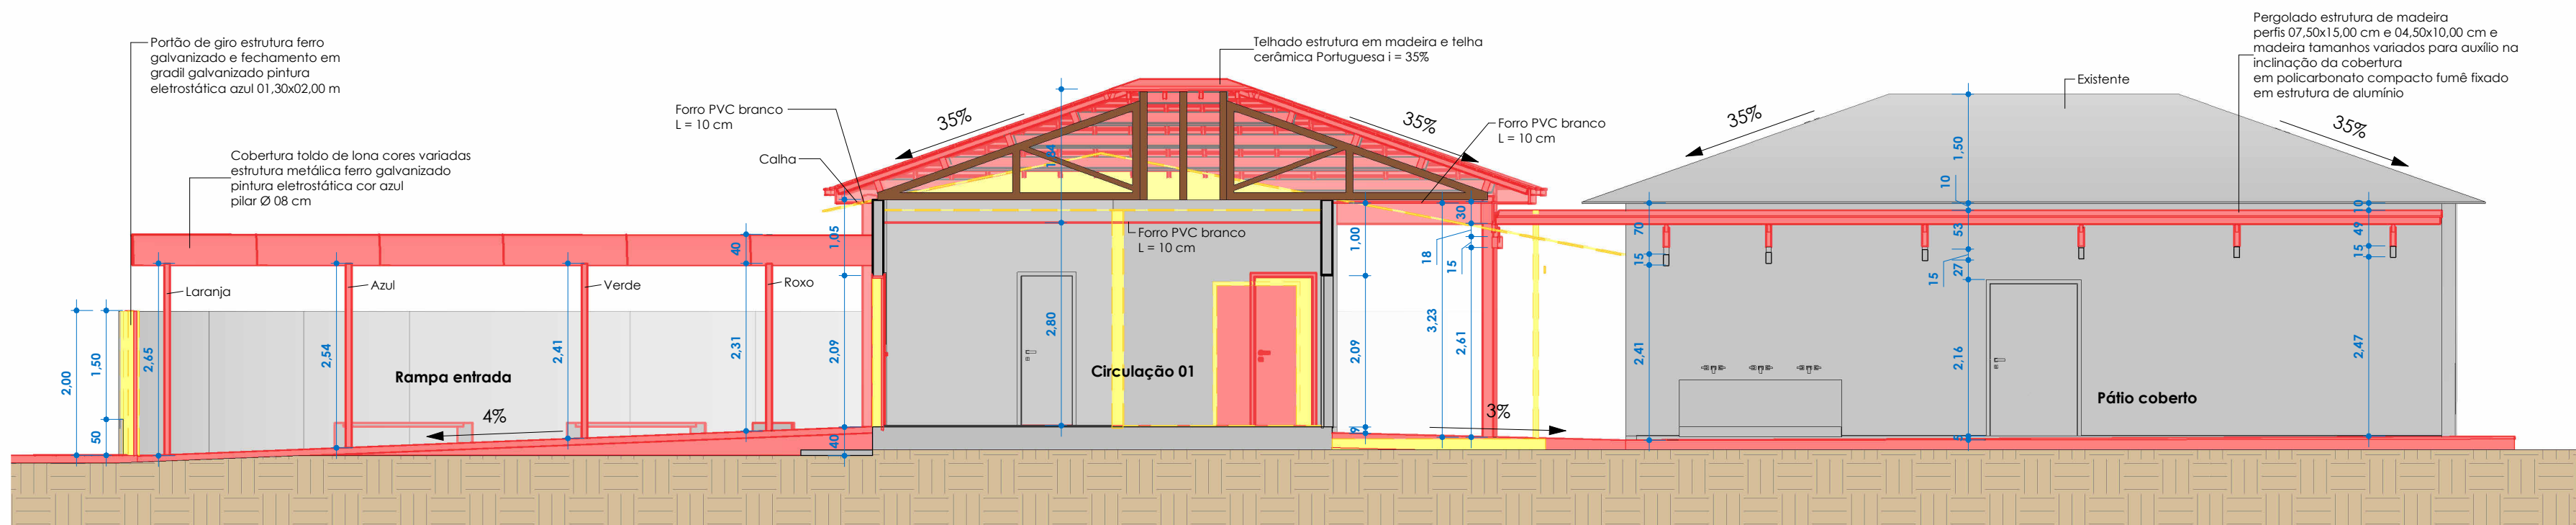 Portão de giro estrutura ferro
galvanizado e fechamento em
gradil galvanizado pintura
eletrostática azul 01,30x02,00 m
Cobertura toldo de lona cores variadas
estrutura metálica ferro galvanizado
pintura eletrostática cor azul
pilar Ø 08 cm
Forro PVC branco
L = 10 cm
Calha
Telhado estrutura em madeira e telha
cerâmica Portuguesa i = 35%
Forro PVC branco
L = 10 cm
Existente
Pergolado estrutura de madeira
perfis 07,50x15,00 cm e 04,50x10,00 cm e
madeira tamanhos variados para auxílio na
inclinação da cobertura
em policarbonato compacto fumê fixado
em estrutura de alumínio
35%
35%
35%
35%
Forro PVC branco
L = 10 cm
Laranja
Azul
Verde
Roxo
Rampa entrada
4%
Circulação 01
3%
Pátio coberto
2,00
1,50
50
2,65
2,54
2,41
40
2,31
1,05
2,09
40
2,80
1,00
2,09
9
3,23
18
30
15
2,61
70
15
2,41
1,50
10
53
15
27
2,16
10
49
15
2,47